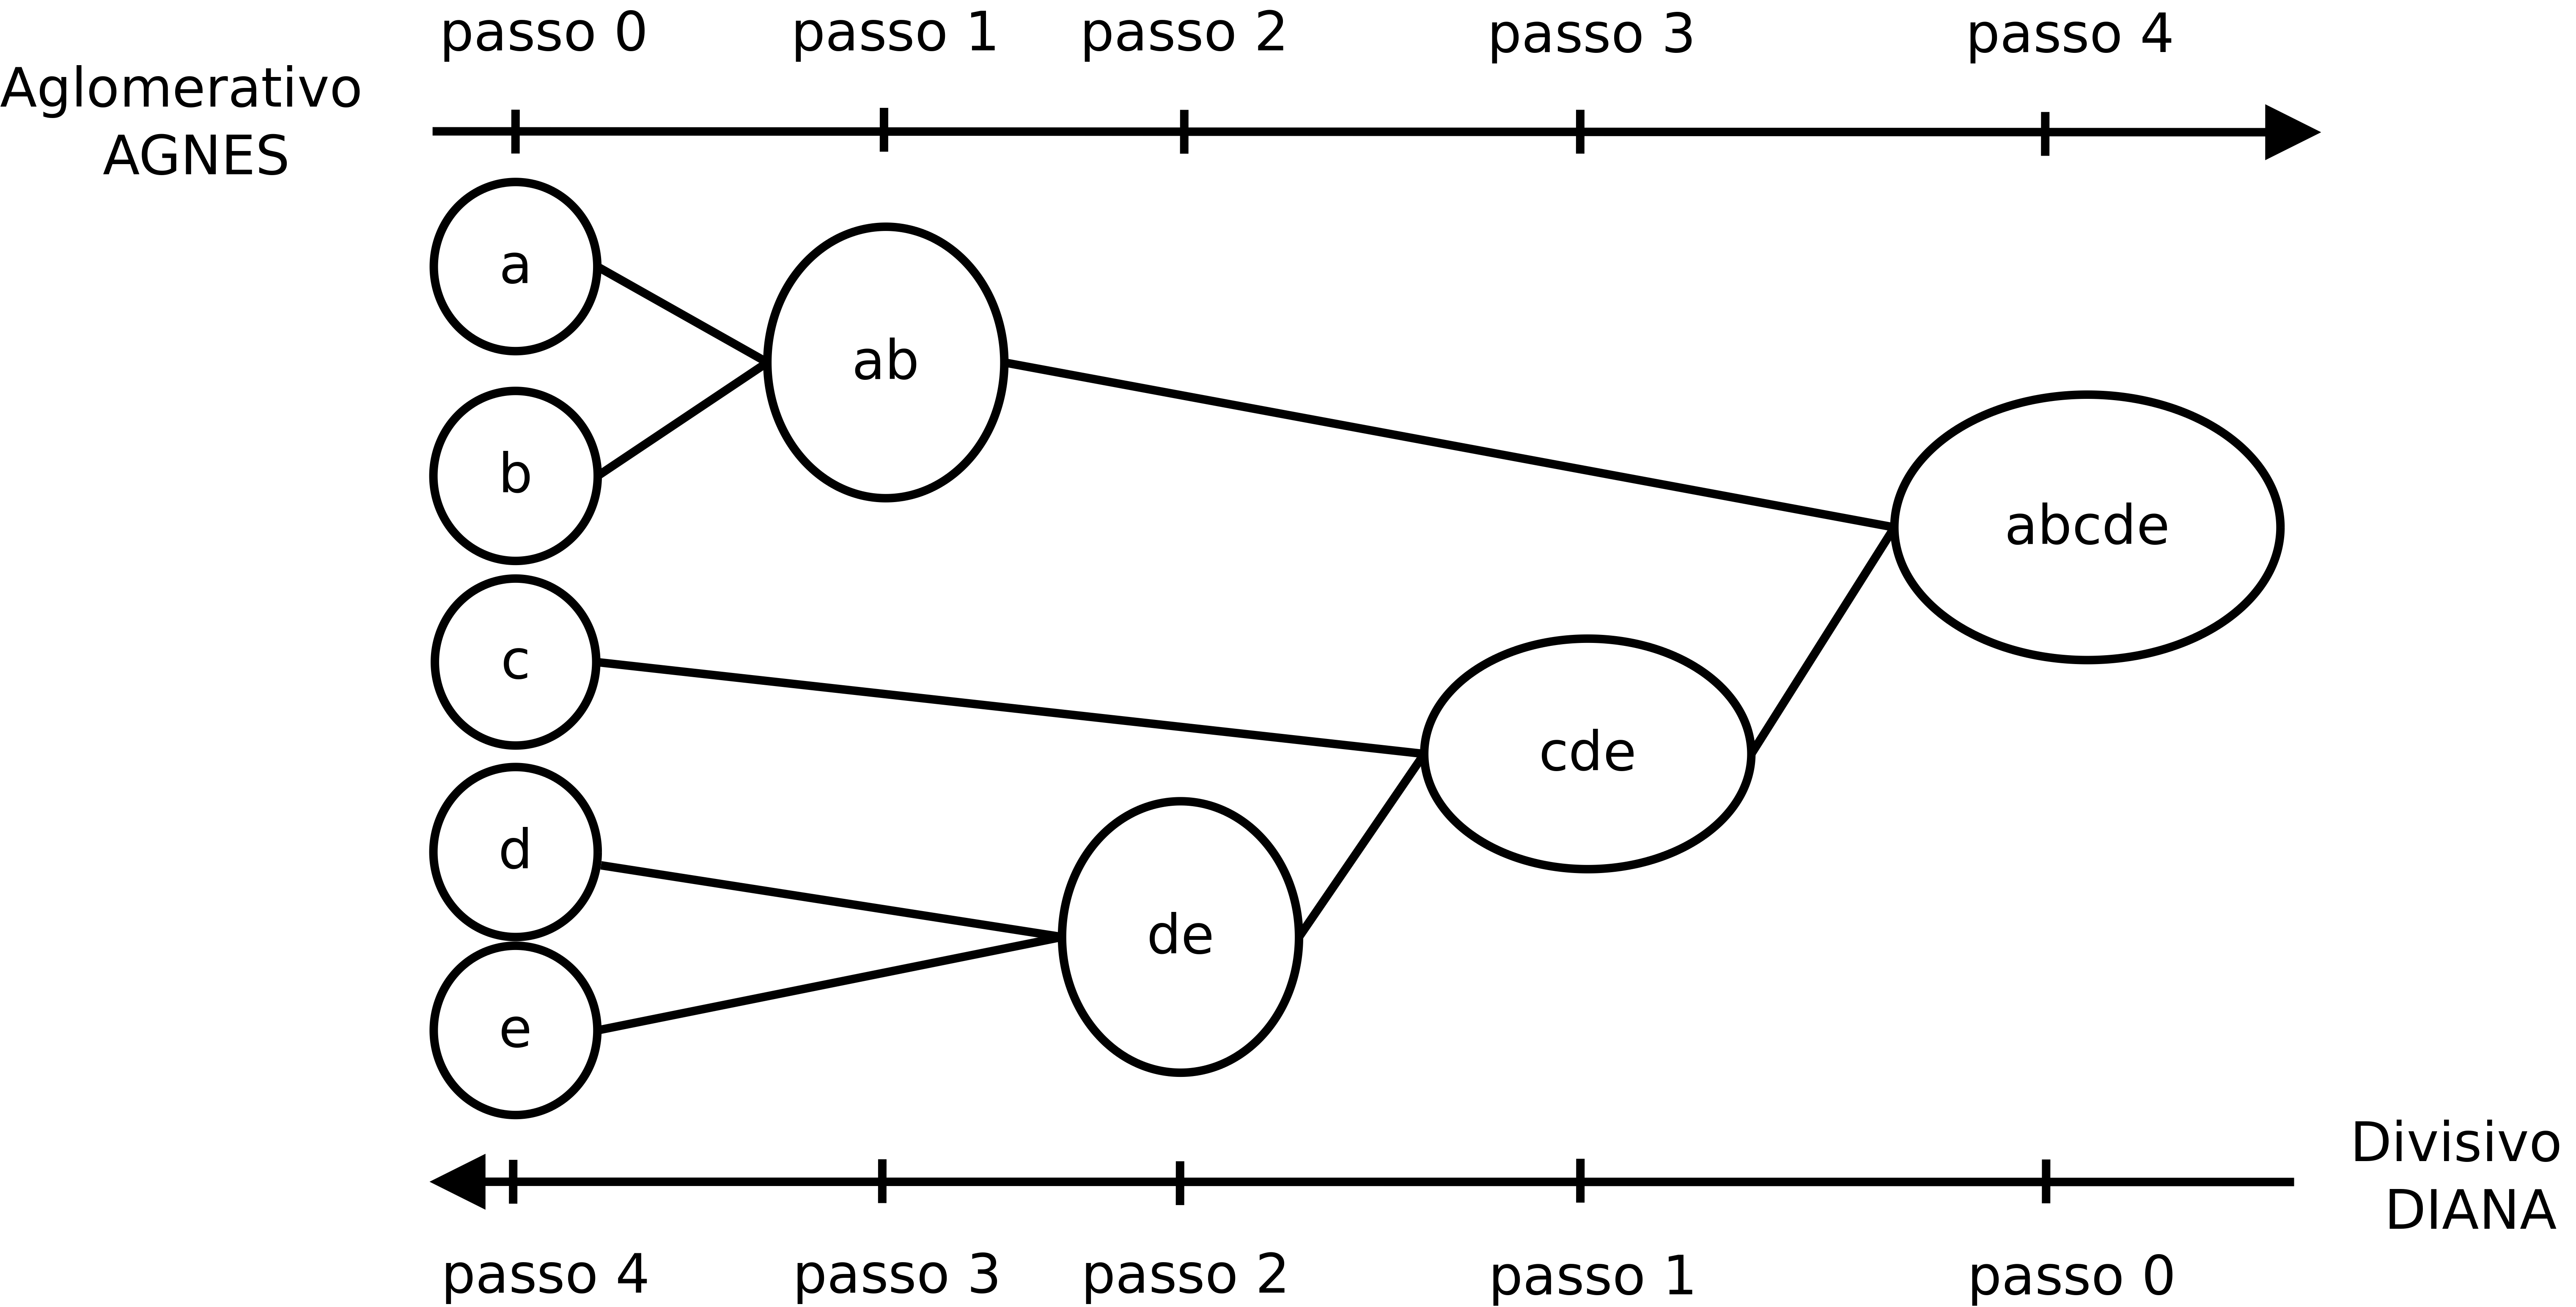 passo 0
passo 1
passo 2
passo 3
passo 4
Aglomerativo
AGNES
a
b
c
d
e
ab
de
cde
abcde
Divisivo
DIANA
passo 4
passo 3
passo 2
passo 1
passo 0